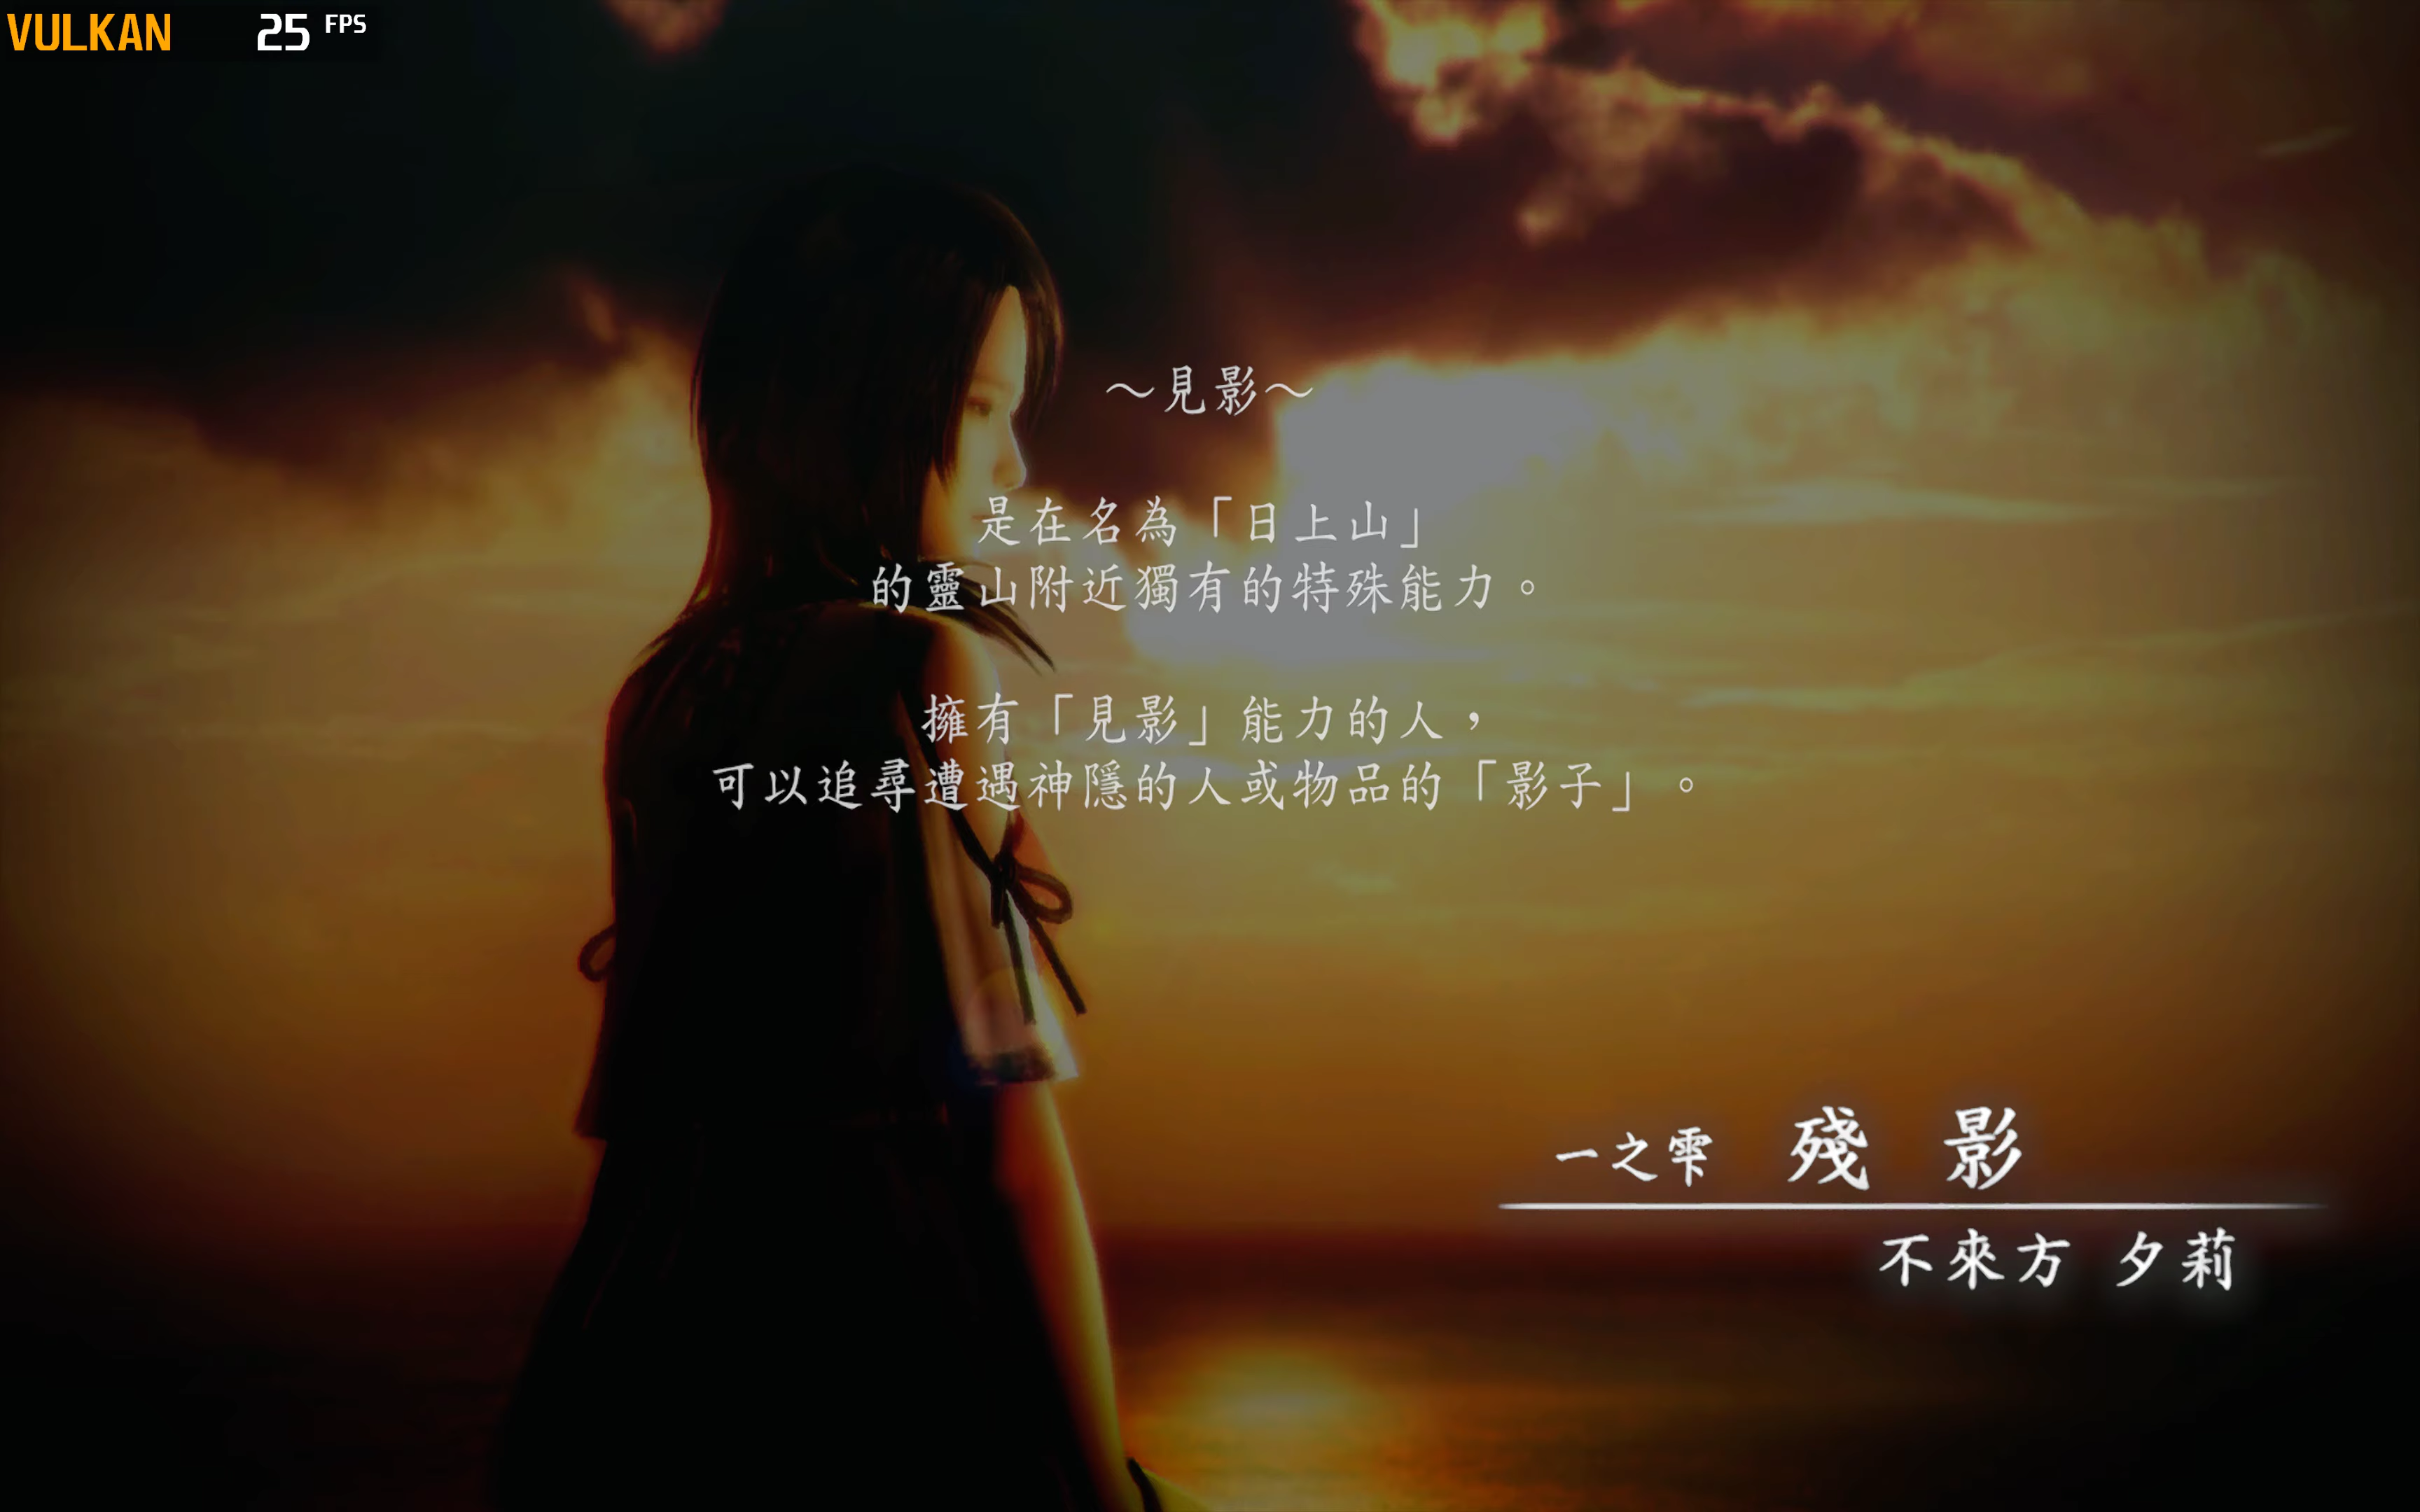 VULKAN 25 FPS
～見影～
是在名為「日上山」
的靈山附近獨有的特殊能力。
擁有「見影」能力的人，
可以追尋遭遇神隱的人或物品的「影子」。
一之雫 殘影
不來方 夕莉